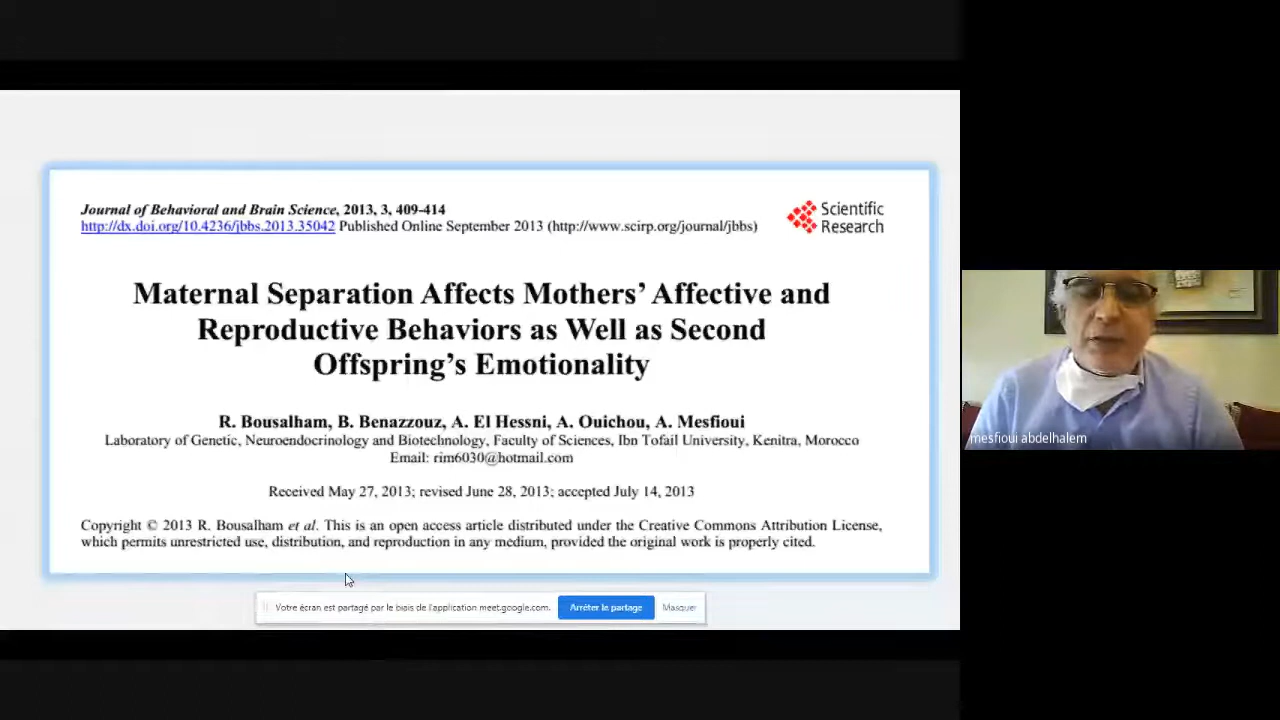 Journal of Behavioral and Brain Science, 2013, 3, 409-414
http://dx.doi.org/10.4236/jbbs.2013.35042 Published Online September 2013 (http://www.scirp.org/journal/jbbs)
Scientific
Research
Maternal Separation Affects Mothers' Affective and
Reproductive Behaviors as Well as Second
Offspring's Emotionality
R. Bousalham, B. Benazzouz, A. El Hessni, A. Ouichou, A. Mesfioui
Laboratory of Genetic, Neuroendocrinology and Biotechnology, Faculty of Sciences, Ibn Tofail University, Kenitra, Morocco
Email: rim6030@hotmail.com
Received May 27, 2013; revised June 28, 2013; accepted July 14, 2013
Copyright © 2013 R. Bousalham et al. This is an open access article distributed under the Creative Commons Attribution License,
which permits unrestricted use, distribution, and reproduction in any medium, provided the original work is properly cited.
Votre écran est partagé par le biais de l'application meet.google.com.
Arrêter le partage
Masquer
mesfioui abdelhalem